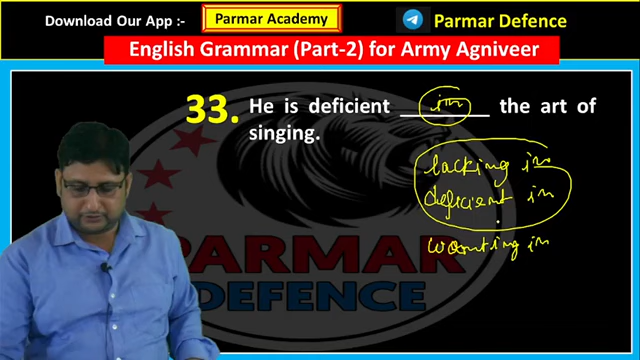 Download Our App :- Parmar Academy Parmar Defence
English Grammar (Part-2) for Army Agniveer
33. He is deficient in the art of
singing.
lacking in
deficient in
wanting in
PARMAR
DEFENCE